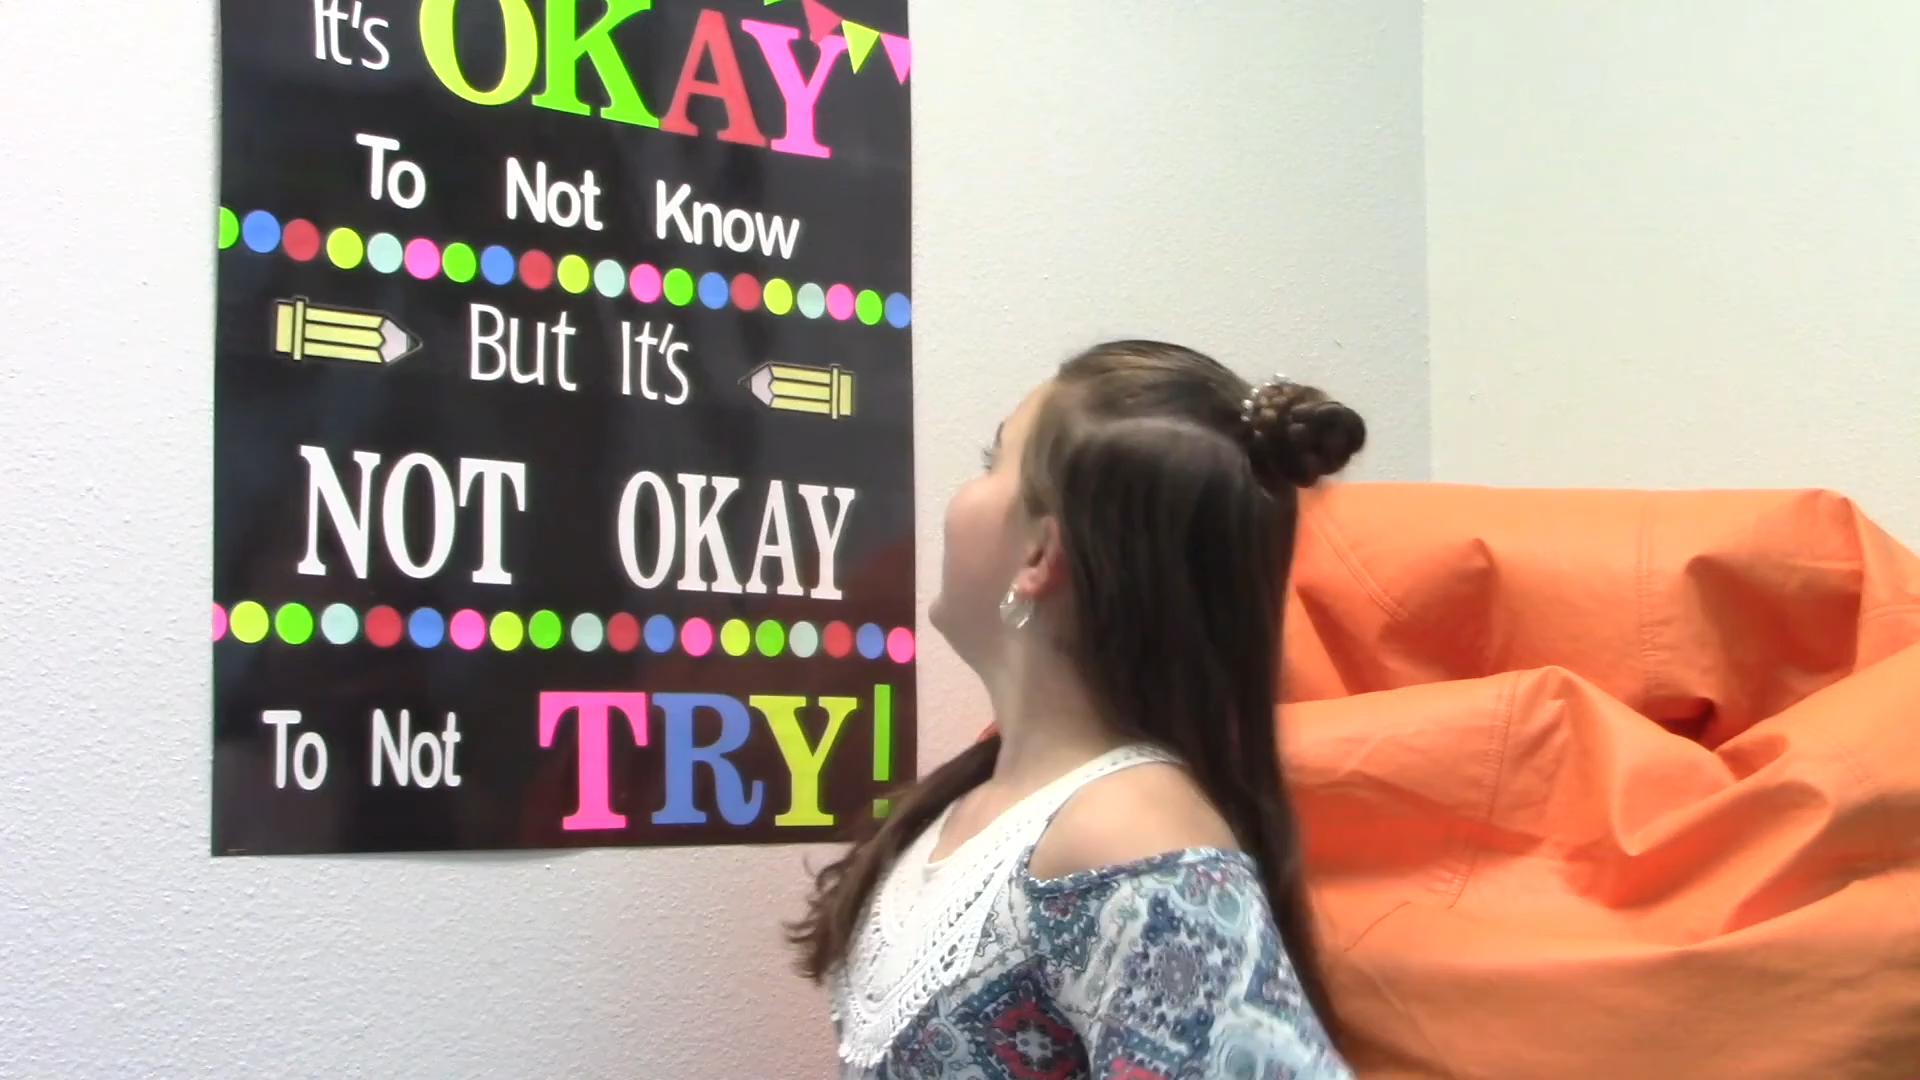 It's OKAY
To Not Know
But It's
NOT OKAY
To Not TRY!